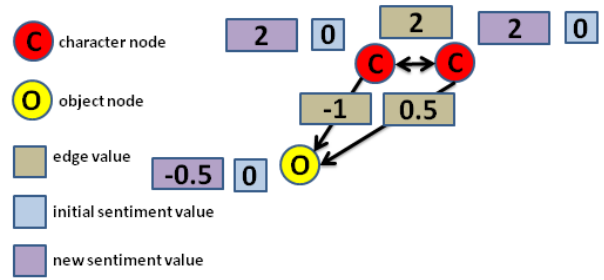 C character node
O object node
edge value
initial sentiment value
new sentiment value
2 0 2 2 0
C C
-1 0.5
-0.5 0 O